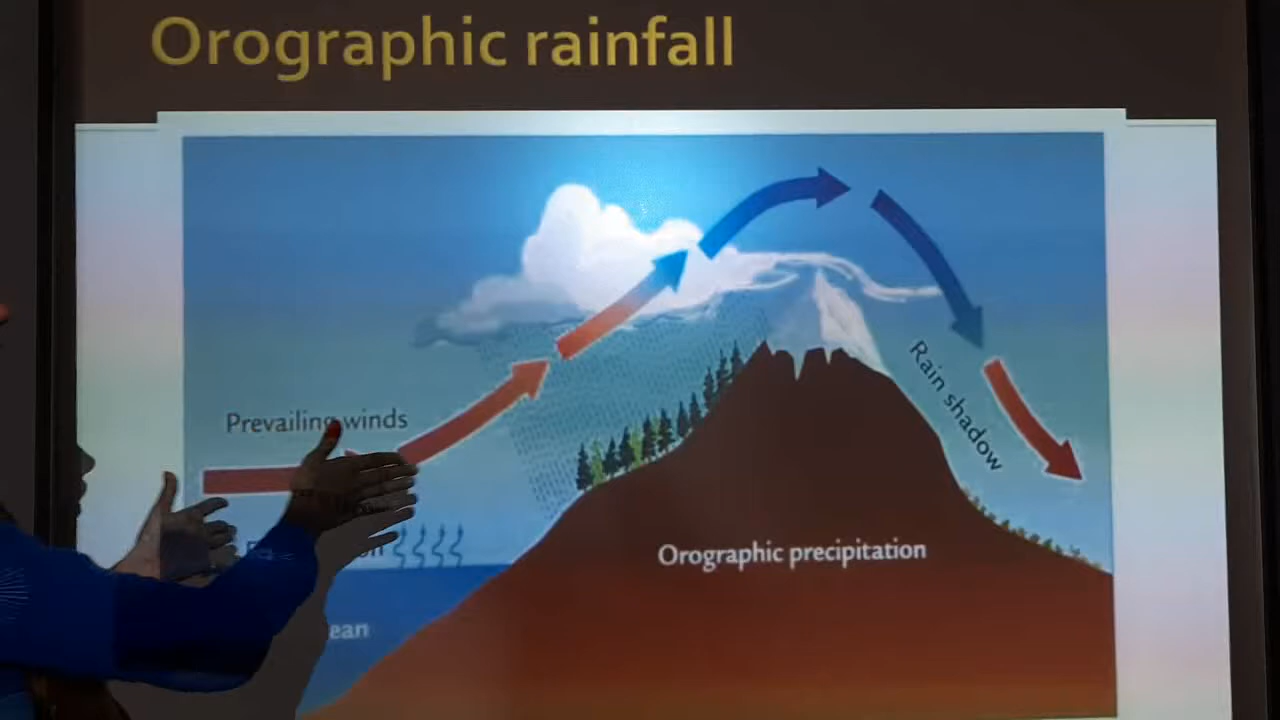 Orographic rainfall
Prevailing winds
Rain shadow
Orographic precipitation